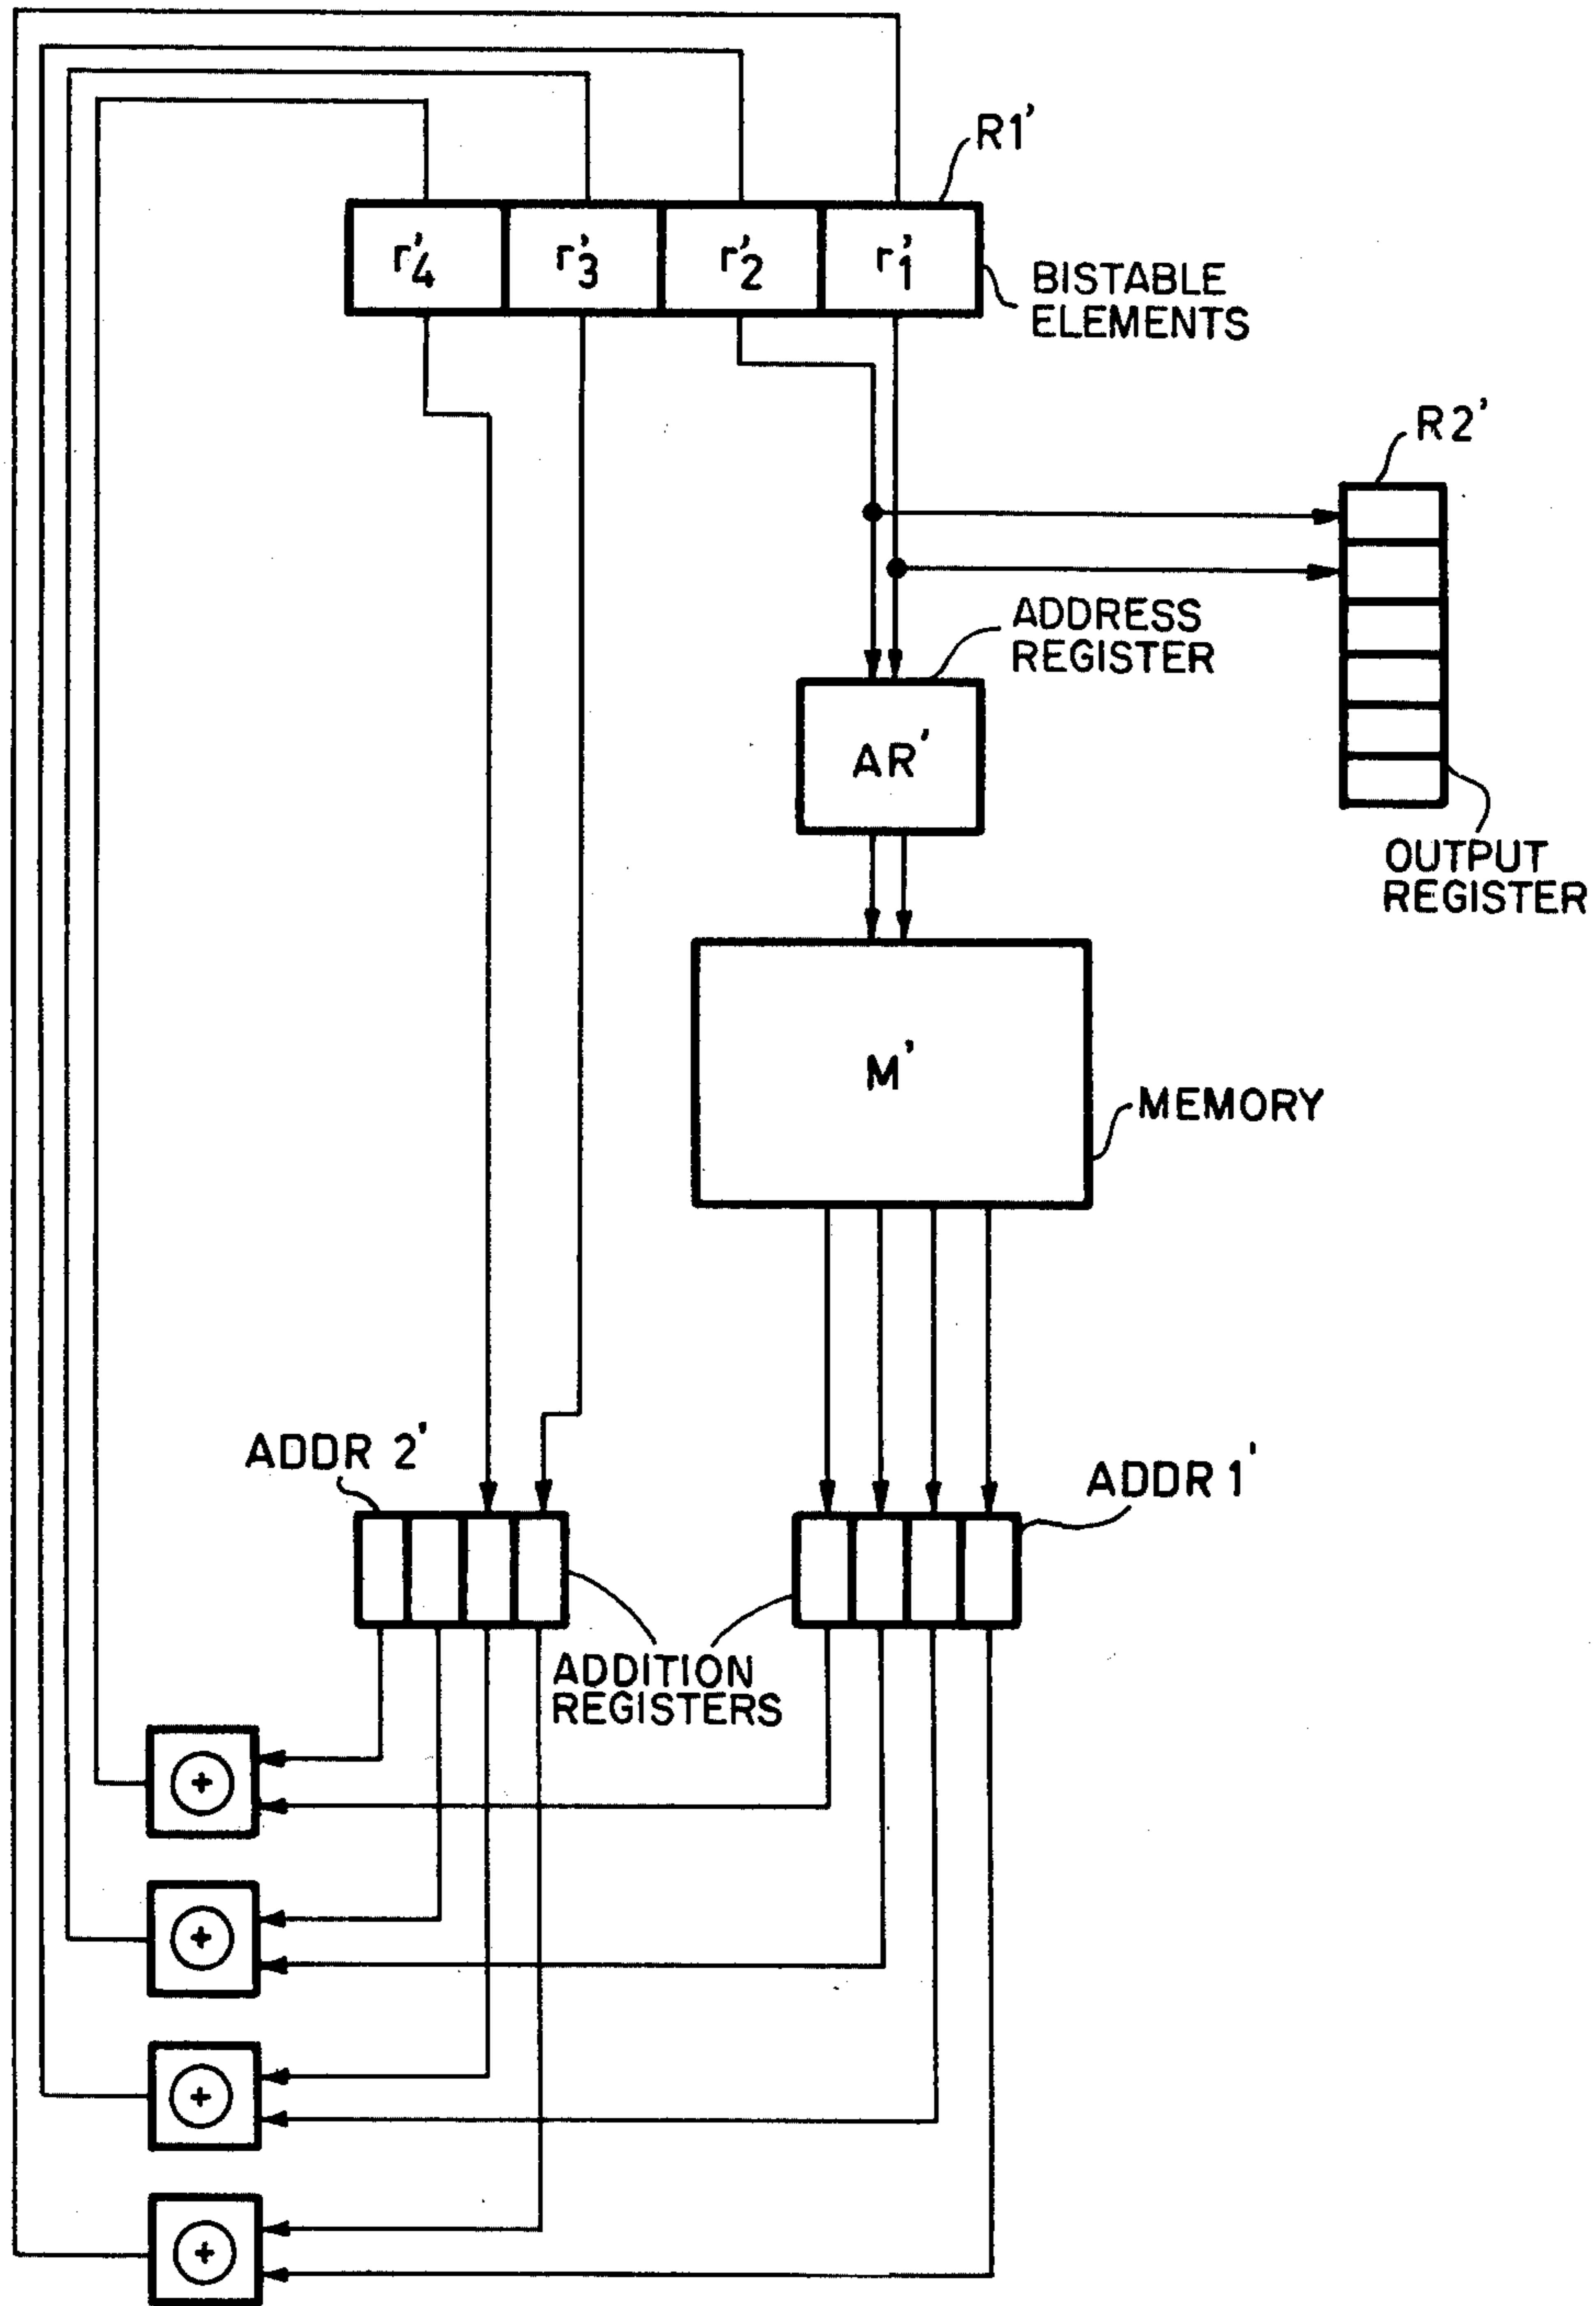 R1'
r'4 r'3 r'2 r'1
BISTABLE
ELEMENTS
R2'
ADDRESS
REGISTER
AR'
OUTPUT
REGISTER
M'
MEMORY
ADDR 2'
ADDR 1'
ADDITION
REGISTERS
+
+
+
+